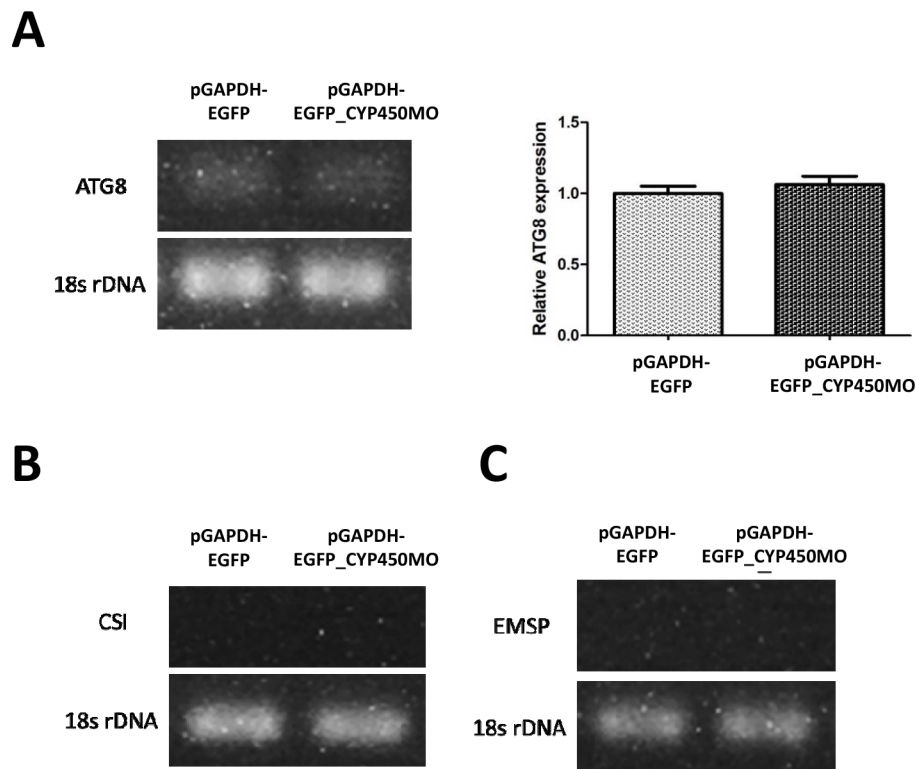 A
pGAPDH-
EGFP
pGAPDH-
EGFP_CYP450MO
ATG8
18s rDNA
Relative ATG8 expression
1.5
1.0
0.5
0.0
pGAPDH-
EGFP
pGAPDH-
EGFP_CYP450MO
B
pGAPDH-
EGFP
pGAPDH-
EGFP_CYP450MO
CSI
18s rDNA
C
pGAPDH-
EGFP
pGAPDH-
EGFP_CYP450MO
EMSP
18s rDNA